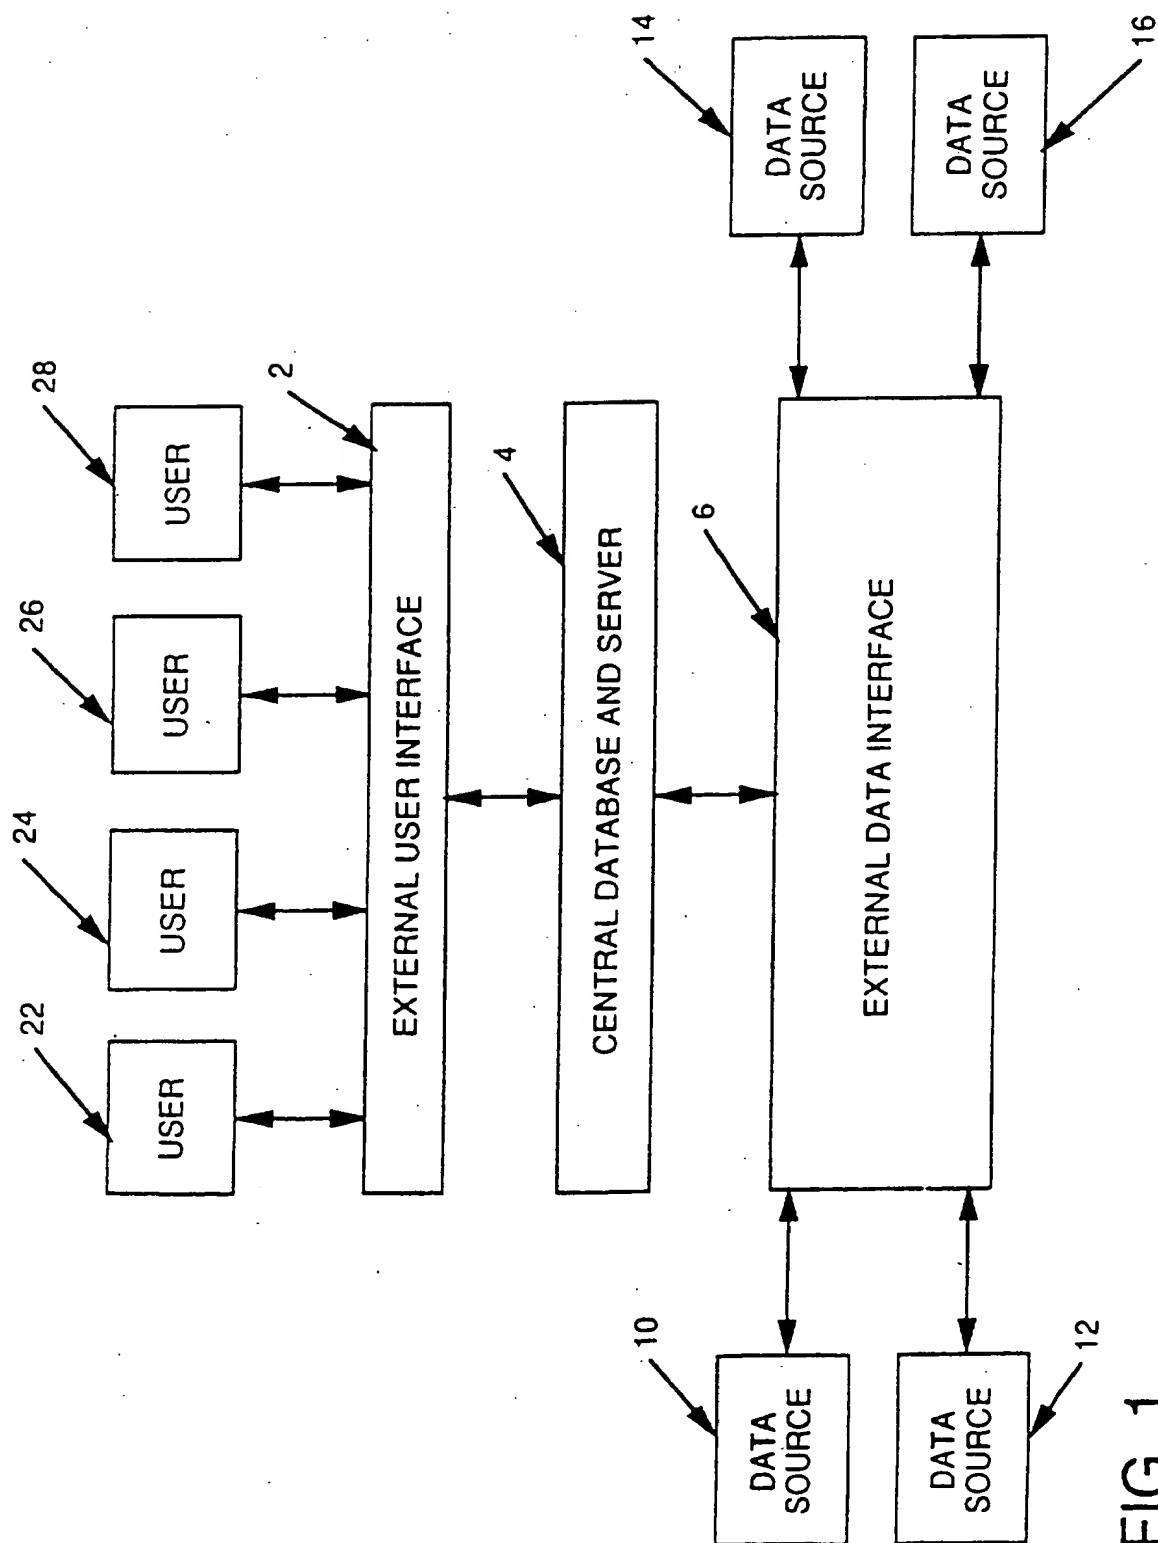 22
24
26
28
USER
USER
USER
USER
2
EXTERNAL USER INTERFACE
4
CENTRAL DATABASE AND SERVER
6
EXTERNAL DATA INTERFACE
10
DATA
SOURCE
14
DATA
SOURCE
DATA
SOURCE
12
DATA
SOURCE
16
FIG. 1